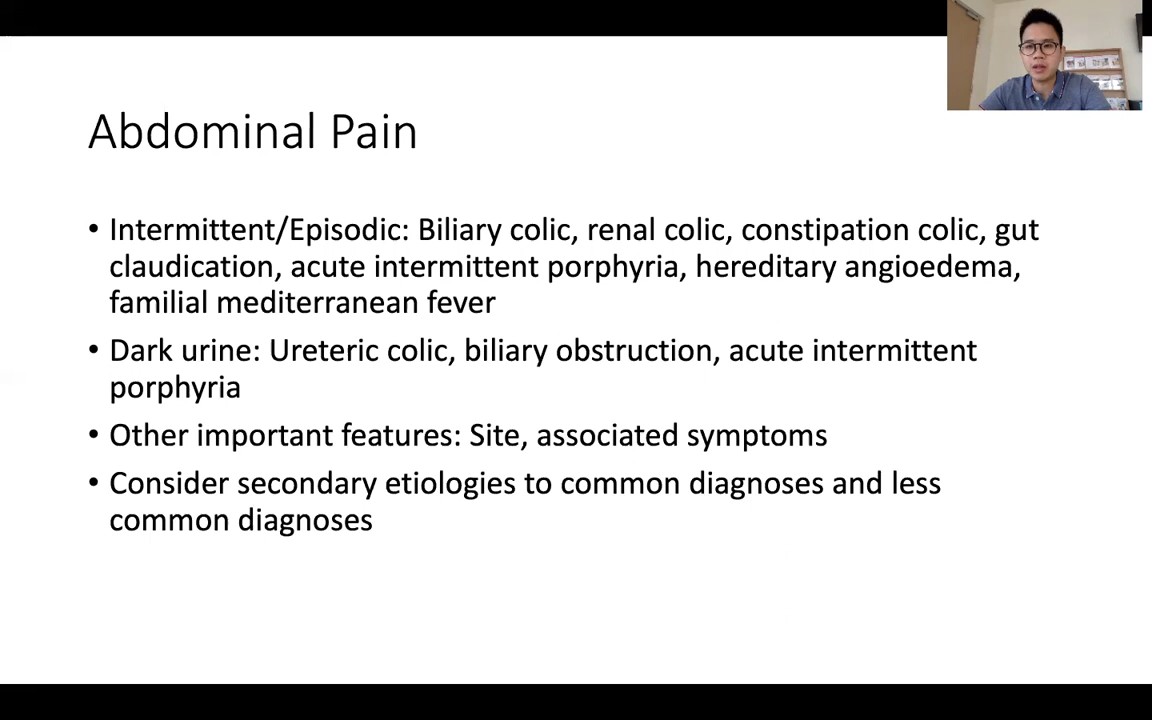 Abdominal Pain
• Intermittent/Episodic: Biliary colic, renal colic, constipation colic, gut
claudication, acute intermittent porphyria, hereditary angioedema,
familial mediterranean fever
• Dark urine: Ureteric colic, biliary obstruction, acute intermittent
porphyria
• Other important features: Site, associated symptoms
• Consider secondary etiologies to common diagnoses and less
common diagnoses